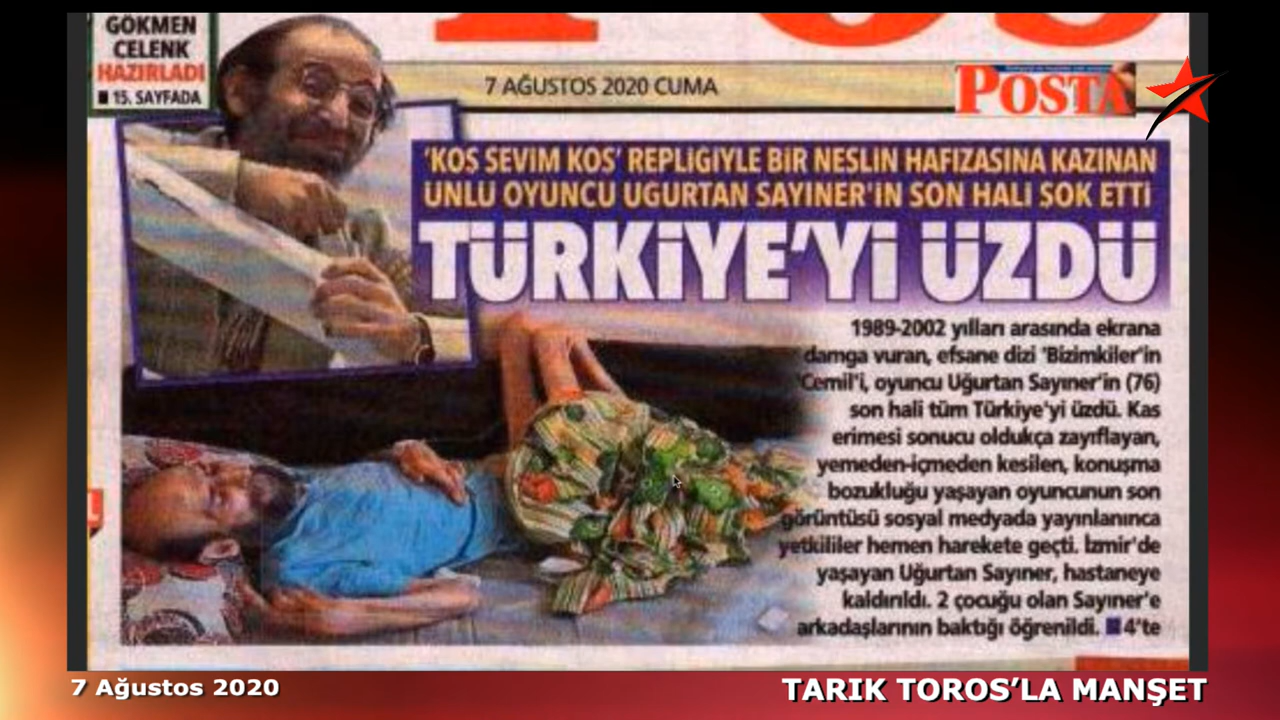 GÖKMEN
ÇELENK
HAZIRLADI
15. SAYFADA
7 AĞUSTOS 2020 CUMA
POSTA
'KOŞ SEVİM KOŞ' REPLİĞİYLE BİR NESLİN HAFIZASINA KAZINAN
ÜNLÜ OYUNCU UĞURTAN SAYINER'İN SON HALİ ŞOK ETTİ
TÜRKİYE'Yİ ÜZDÜ
1989-2002 yılları arasında ekrana
damga vuran, efsane dizi 'Bizimkiler'in
'Cemil'i, oyuncu Uğurtan Sayıner'in (76)
son hali tüm Türkiye'yi üzdü. Kas
erimesi sonucu oldukça zayıflayan,
yemeden-içmeden kesilen, konuşma
bozukluğu yaşayan oyuncunun son
görüntüsü sosyal medyada yayınlanınca
yetkililer hemen harekete geçti. İzmir'de
yaşayan Uğurtan Sayıner, hastaneye
kaldırıldı. 2 çocuğu olan Sayıner'e
arkadaşlarının baktığı öğrenildi. 4'te
7 Ağustos 2020
TARIK TOROS'LA MANŞET